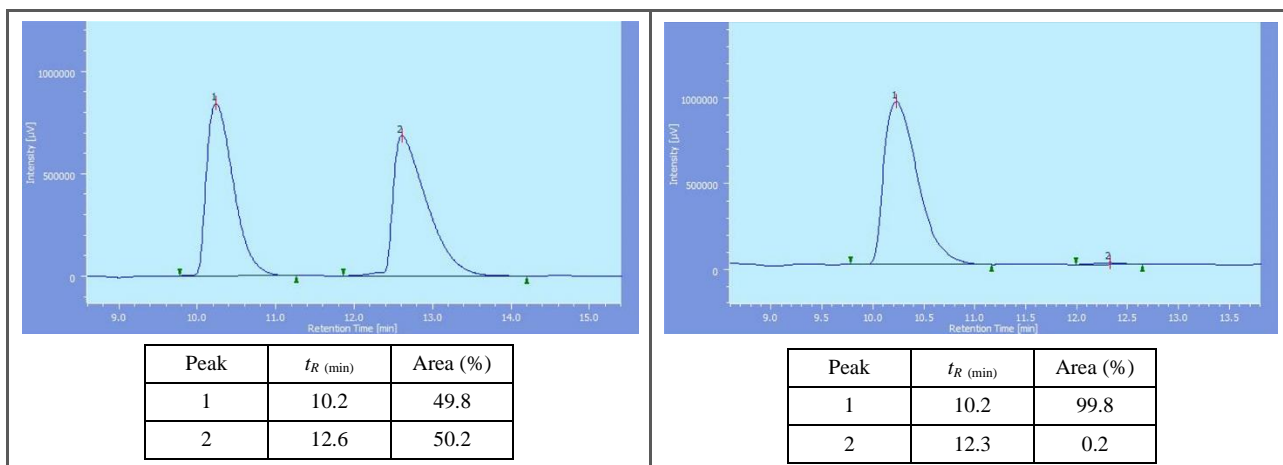 1000000
500000
0
Intensity [µV]
1
2
9.0 10.0 11.0 12.0 13.0 14.0 15.0
Retention Time [min]
Peak tR (min) Area (%)
1 10.2 49.8
2 12.6 50.2
1000000
500000
0
Intensity [µV]
1
2
9.0 9.5 10.0 10.5 11.0 11.5 12.0 12.5 13.0 13.5
Retention Time [min]
Peak tR (min) Area (%)
1 10.2 99.8
2 12.3 0.2